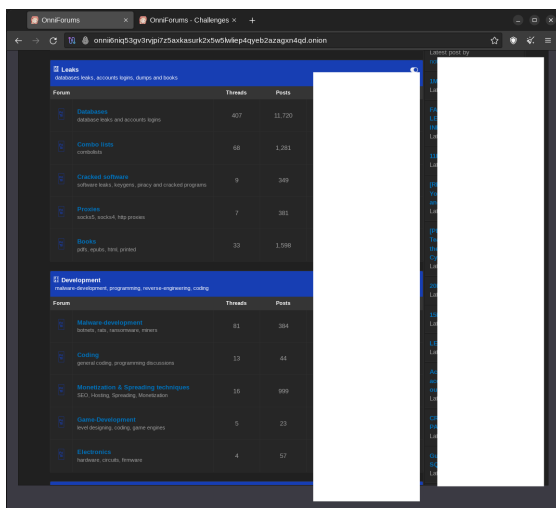 OnniForums
OnniForums - Challenges
Latest post by
Leaks
databases leaks, accounts logins, dumps and books
Forum Threads Posts
Databases
database leaks and accounts logins
407 11,720
Combo lists
combolists
68 1,281
Cracked software
software leaks, keygens, piracy and cracked programs
9 349
Proxies
socks5, socks4, http proxies
7 381
Books
pdfs, epubs, html, printed
33 1,598
Development
malware-development, programming, reverse-engineering, coding
Forum Threads Posts
Malware-development
botnets, rats, ransomware, miners
81 384
Coding
general coding, programming discussions
13 44
Monetization & Spreading techniques
SEO, Hosting, Spreading, Monetization
16 999
Game-Development
level designing, coding, game engines
5 23
Electronics
hardware, circuits, firmware
4 57